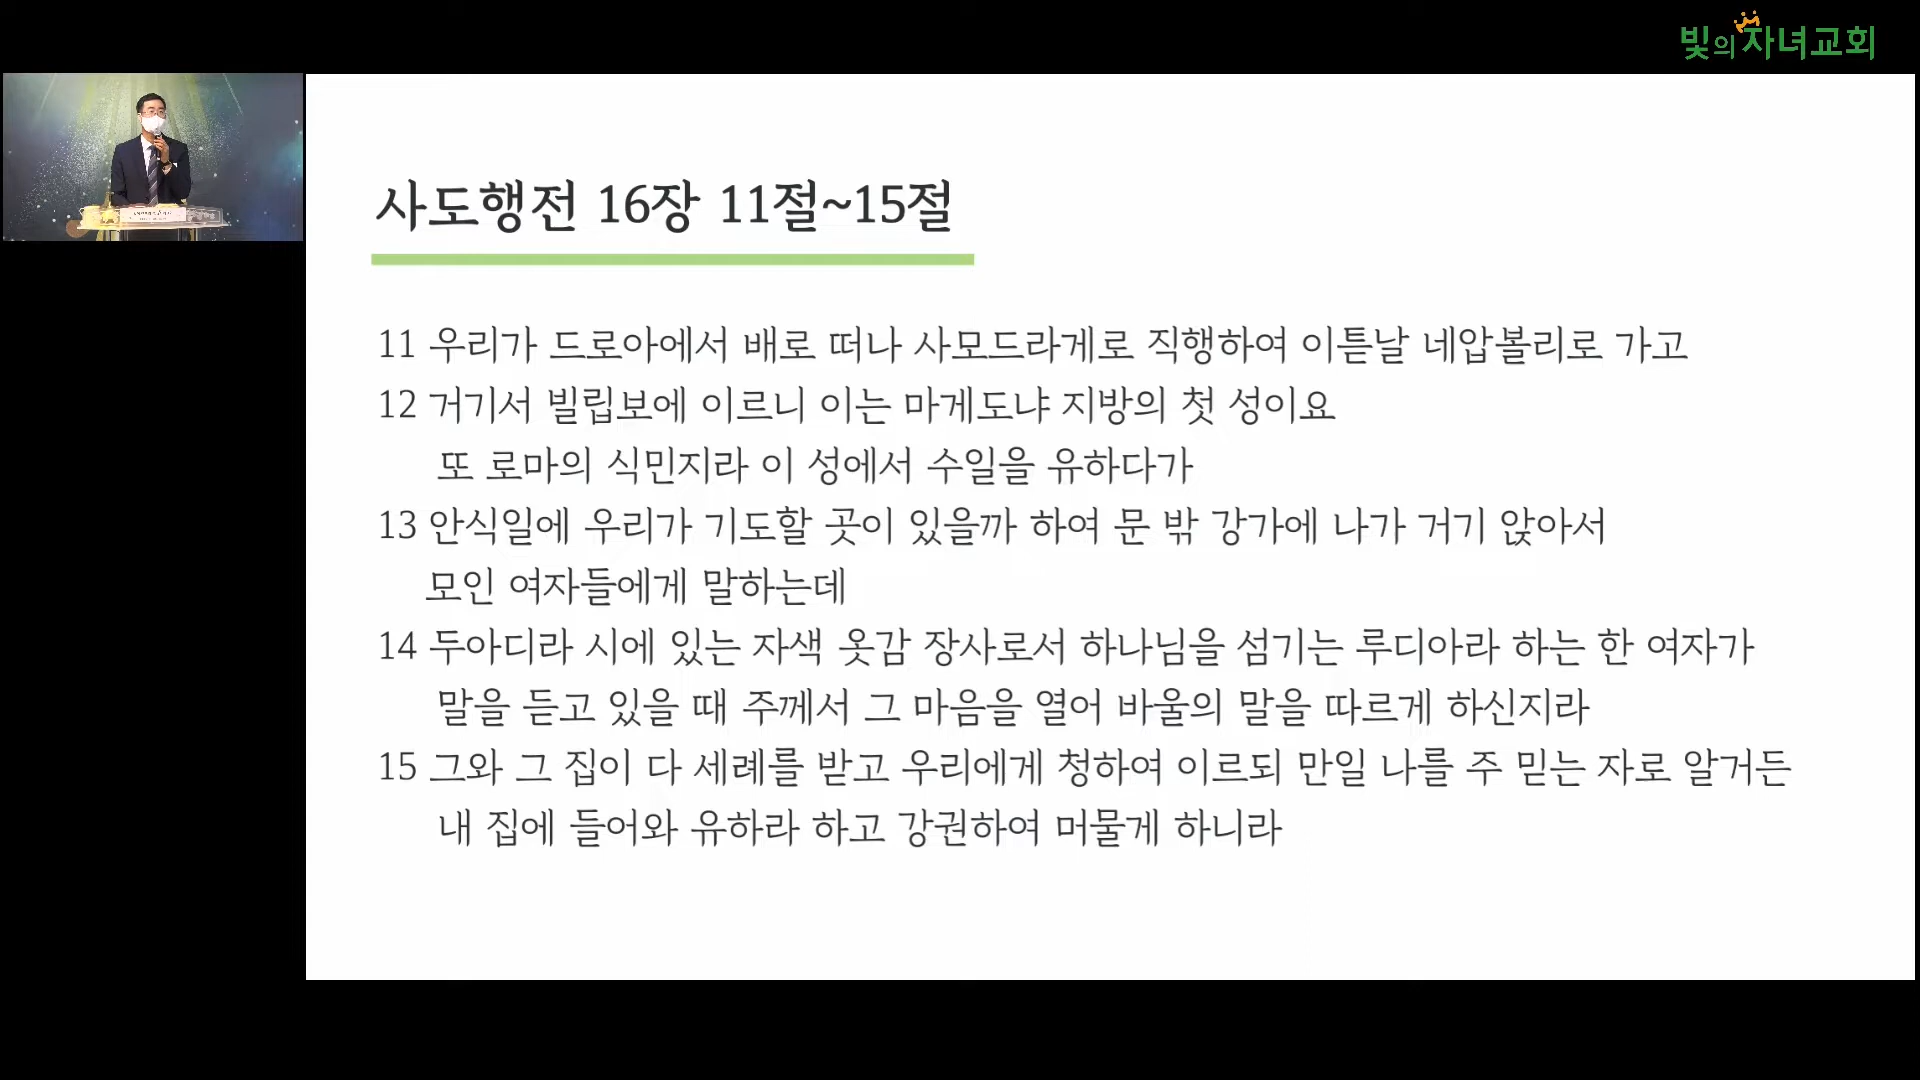 빛의자녀교회
사도행전 16장 11절~15절
11 우리가 드로아에서 배로 떠나 사모드라게로 직행하여 이튿날 네압볼리로 가고
12 거기서 빌립보에 이르니 이는 마게도냐 지방의 첫 성이요
또 로마의 식민지라 이 성에서 수일을 유하다가
13 안식일에 우리가 기도할 곳이 있을까 하여 문 밖 강가에 나가 거기 앉아서
모인 여자들에게 말하는데
14 두아디라 시에 있는 자색 옷감 장사로서 하나님을 섬기는 루디아라 하는 한 여자가
말을 듣고 있을 때 주께서 그 마음을 열어 바울의 말을 따르게 하신지라
15 그와 그 집이 다 세례를 받고 우리에게 청하여 이르되 만일 나를 주 믿는 자로 알거든
내 집에 들어와 유하라 하고 강권하여 머물게 하니라